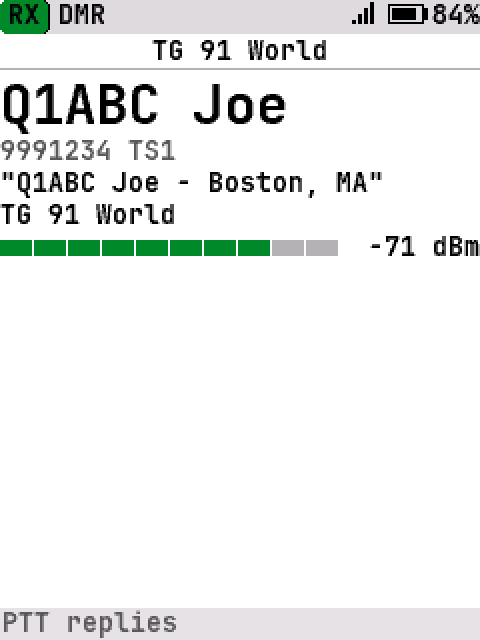 RX DMR 84%
TG 91 World
Q1ABC Joe
9991234 TS1
"Q1ABC Joe - Boston, MA"
TG 91 World
-71 dBm
PTT replies